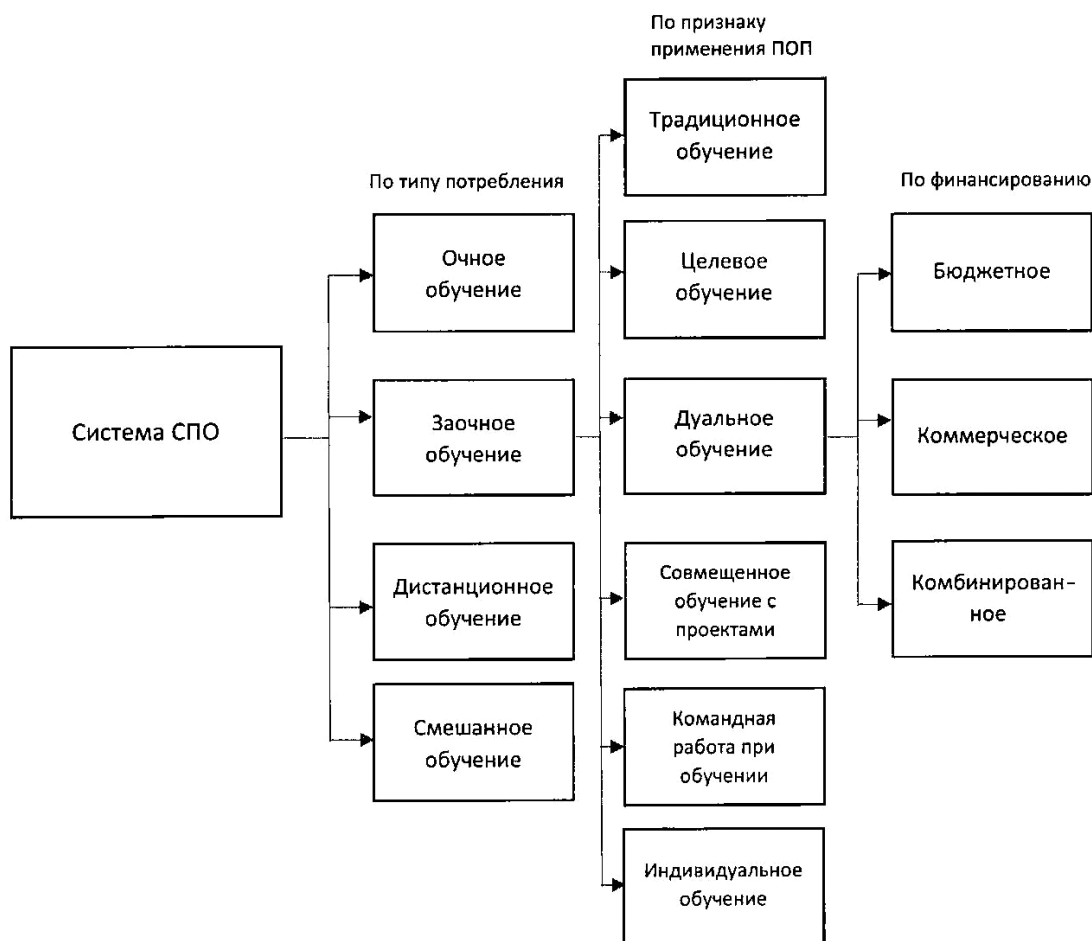 По признаку
применения ПОП
Традиционное
обучение
По типу потребления
По финансированию
Очное
обучение
Целевое
обучение
Бюджетное
Система СПО
Заочное
обучение
Дуальное
обучение
Коммерческое
Дистанционное
обучение
Совмещенное
обучение с
проектами
Комбинирован-
ное
Смешанное
обучение
Командная
работа при
обучении
Индивидуальное
обучение